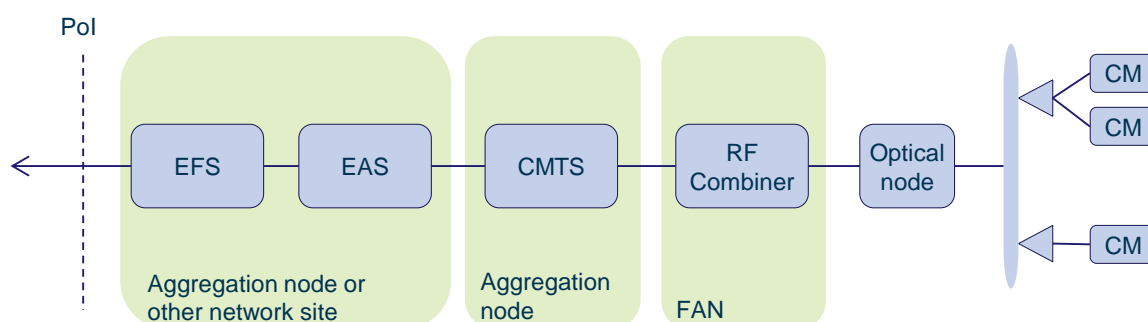 PoI
CM
CM
EFS
EAS
CMTS
RF
Combiner
Optical
node
CM
Aggregation node or
other network site
Aggregation
node
FAN